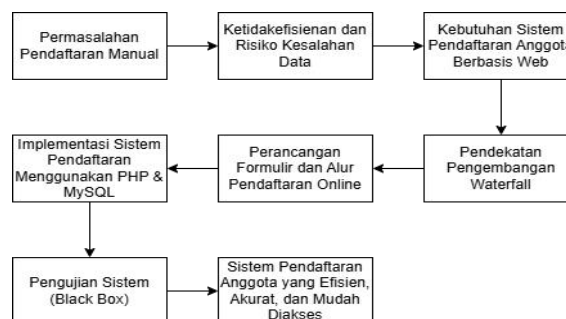 Permasalahan
Pendaftaran Manual
Ketidakefisienan dan
Risiko Kesalahan
Data
Kebutuhan Sistem
Pendaftaran Anggota
Berbasis Web
Pendekatan
Pengembangan
Waterfall
Perancangan
Formulir dan Alur
Pendaftaran Online
Implementasi Sistem
Pendaftaran
Menggunakan PHP &
MySQL
Pengujian Sistem
(Black Box)
Sistem Pendaftaran
Anggota yang Efisien,
Akurat, dan Mudah
Diakses